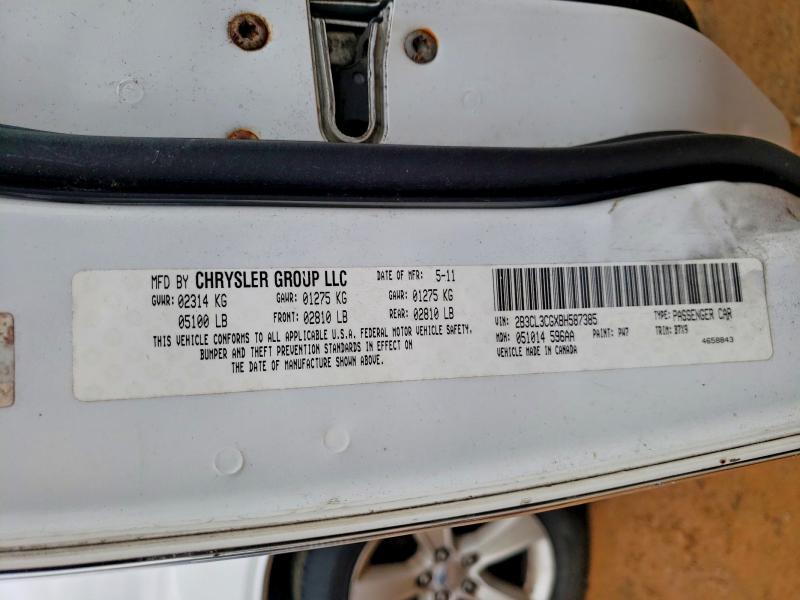 MFD BY CHRYSLER GROUP LLC DATE OF MFR: 5-11
GVWR: 02314 KG GAWR: 01275 KG GAWR: 01275 KG
05100 LB FRONT: 02810 LB REAR: 02810 LB
THIS VEHICLE CONFORMS TO ALL APPLICABLE U.S.A. FEDERAL MOTOR VEHICLE SAFETY,
BUMPER AND THEFT PREVENTION STANDARDS IN EFFECT ON
THE DATE OF MANUFACTURE SHOWN ABOVE.
VIN: 2B3CL3CGXBH587385 TYPE: PASSENGER CAR
MDH: 051014 596AA PAINT: PW7 TRIM: B7X9
VEHICLE MADE IN CANADA 4658843